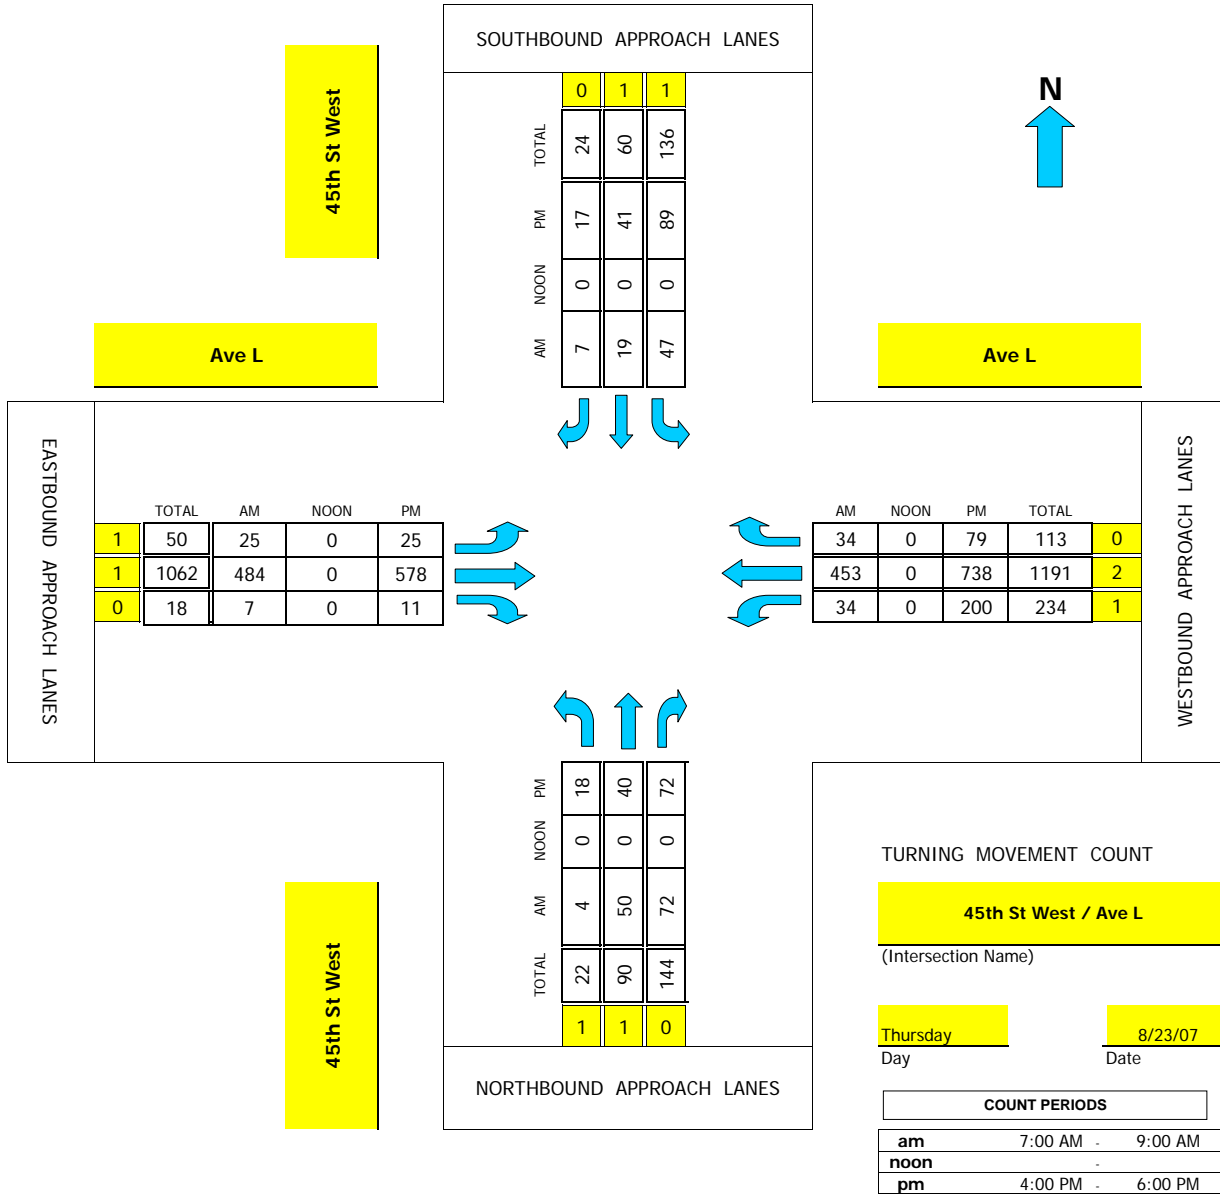 SOUTHBOUND APPROACH LANES
0 1 1
TOTAL 24 60 136
PM 17 41 89
NOON 0 0 0
AM 7 19 47
45th St West
N
Ave L
Ave L
EASTBOUND APPROACH LANES
TOTAL AM NOON PM
1 50 25 0 25
1 1062 484 0 578
0 18 7 0 11
AM NOON PM TOTAL
34 0 79 113 0
453 0 738 1191 2
34 0 200 234 1
WESTBOUND APPROACH LANES
PM 18 40 72
NOON 0 0 0
AM 4 50 72
TOTAL 22 90 144
1 1 0
NORTHBOUND APPROACH LANES
45th St West
TURNING MOVEMENT COUNT
45th St West / Ave L
(Intersection Name)
Thursday 8/23/07
Day Date
COUNT PERIODS
am 7:00 AM - 9:00 AM
noon -
pm 4:00 PM - 6:00 PM